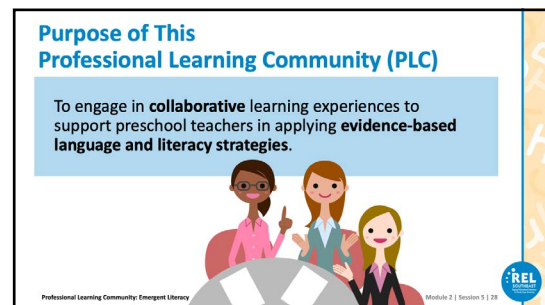 Purpose of This
Professional Learning Community (PLC)
To engage in collaborative learning experiences to
support preschool teachers in applying evidence-based
language and literacy strategies.
Professional Learning Community: Emergent Literacy
Module 2 | Session 5 | 28
REL
SOUTHEAST